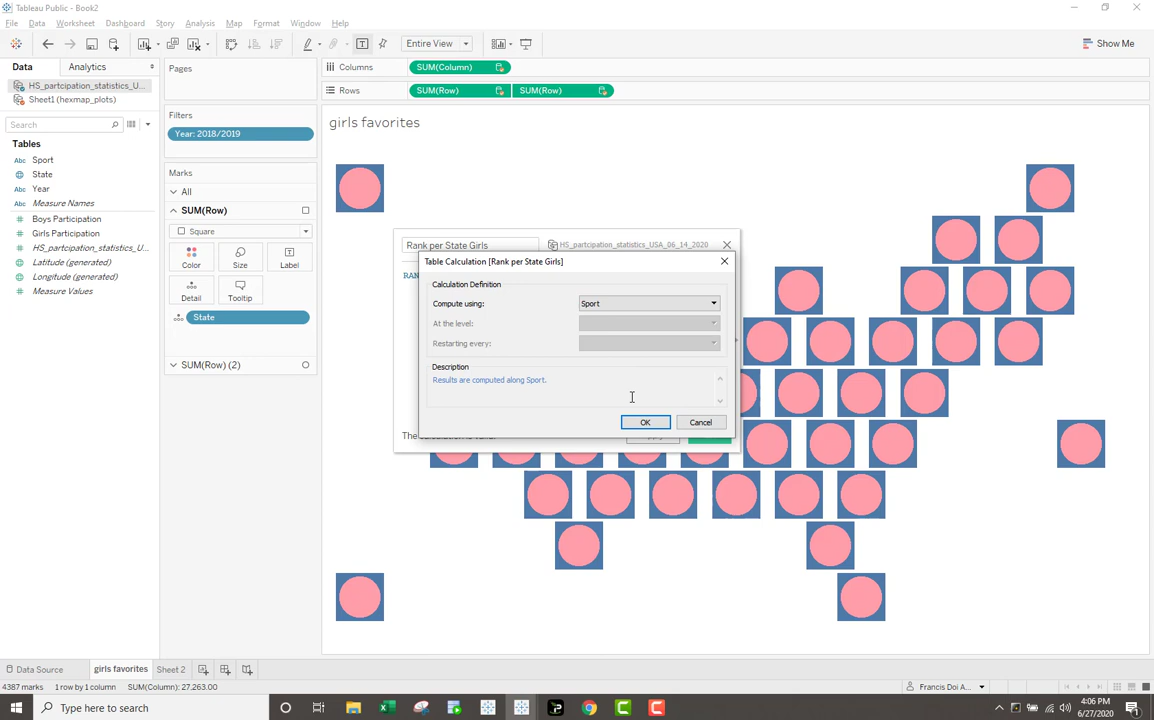 Tableau Public - Book2
File Data Worksheet Dashboard Story Analysis Map Format Window Help
Entire View
Show Me
Data Analytics
HS_partcipation_statistics_U...
Sheet1 (hexmap_plots)
Search
Tables
Abc Sport
State
Abc Year
Abc Measure Names
# Boys Participation
# Girls Participation
# HS_partcipation_statistics_U...
Latitude (generated)
Longitude (generated)
# Measure Values
Pages
Filters
Year: 2018/2019
Marks
All
SUM(Row)
Square
Color Size Label
Detail Tooltip
State
SUM(Row) (2)
Columns SUM(Column)
Rows SUM(Row) SUM(Row)
girls favorites
Rank per State Girls HS_partcipation_statistics_USA_06_14_2020
RAN
Table Calculation [Rank per State Girls]
Calculation Definition
Compute using: Sport
At the level:
Restarting every:
Description
Results are computed along Sport.
OK Cancel
Data Source girls favorites Sheet 2
4387 marks 1 row by 1 column SUM(Column): 27,263.00
Francis Doi A...
Type here to search
4:06 PM
6/27/2020